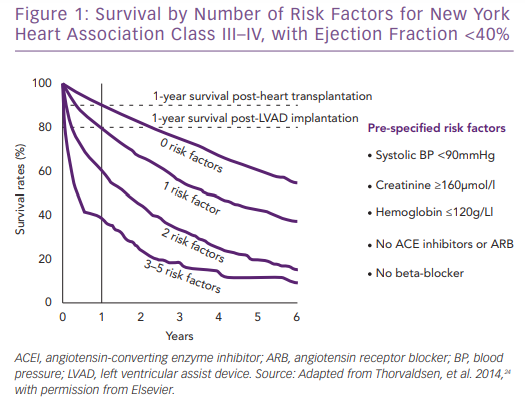 Figure 1: Survival by Number of Risk Factors for New York
Heart Association Class III–IV, with Ejection Fraction <40%
100
80
60
40
20
0
Survival rates (%)
1-year survival post-heart transplantation
1-year survival post-LVAD implantation
0 risk factors
1 risk factor
2 risk factors
3–5 risk factors
0 1 2 3 4 5 6
Years
Pre-specified risk factors
• Systolic BP <90mmHg
• Creatinine ≥160μmol/l
• Hemoglobin ≤120g/Ll
• No ACE inhibitors or ARB
• No beta-blocker
ACEI, angiotensin-converting enzyme inhibitor; ARB, angiotensin receptor blocker; BP, blood
pressure; LVAD, left ventricular assist device. Source: Adapted from Thorvaldsen, et al. 2014,²⁴
with permission from Elsevier.